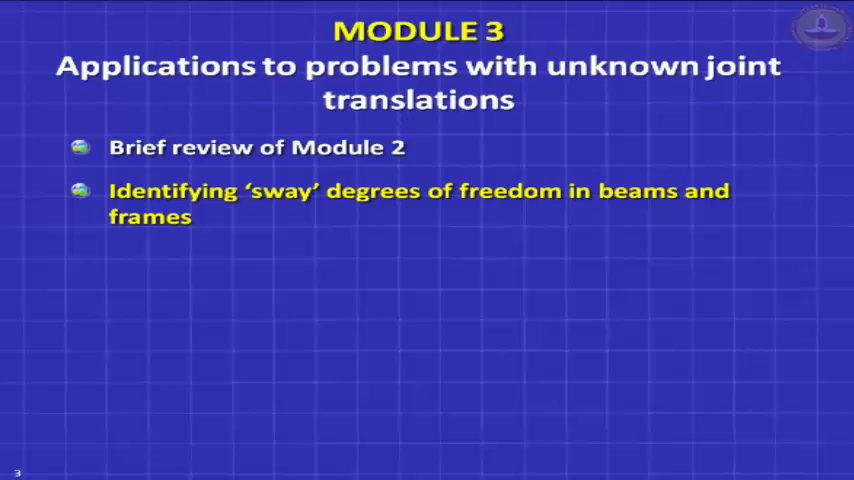 MODULE 3
Applications to problems with unknown joint
translations
Brief review of Module 2
Identifying ‘sway’ degrees of freedom in beams and
frames
3